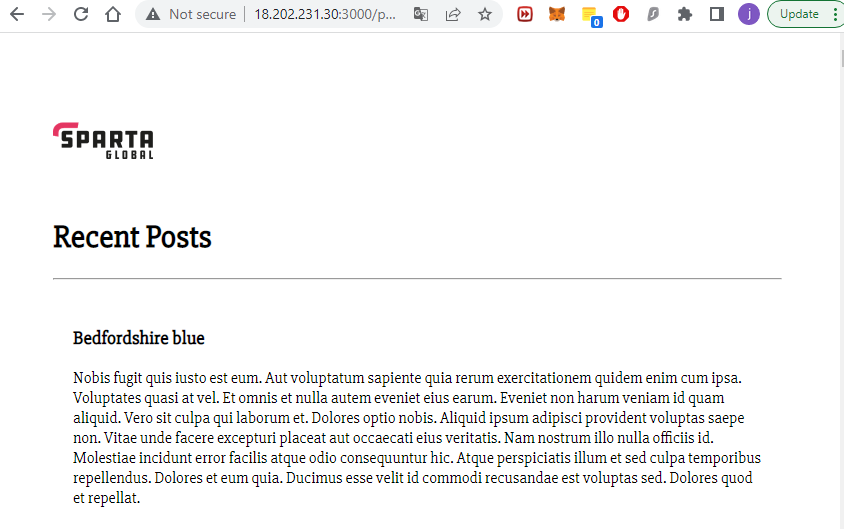 Not secure
18.202.231.30:3000/p...
0
j
Update
SPARTA
GLOBAL
Recent Posts
Bedfordshire blue
Nobis fugit quis iusto est eum. Aut voluptatum sapiente quia rerum exercitationem quidem enim cum ipsa.
Voluptates quasi at vel. Et omnis et nulla autem eveniet eius earum. Eveniet non harum veniam id quam
aliquid. Vero sit culpa qui laborum et. Dolores optio nobis. Aliquid ipsum adipisci provident voluptas saepe
non. Vitae unde facere excepturi placeat aut occaecati eius veritatis. Nam nostrum illo nulla officiis id.
Molestiae incidunt error facilis atque odio consequuntur hic. Atque perspiciatis illum et sed culpa temporibus
repellendus. Dolores et eum quia. Ducimus esse velit id commodi recusandae est voluptas sed. Dolores quod
et repellat.